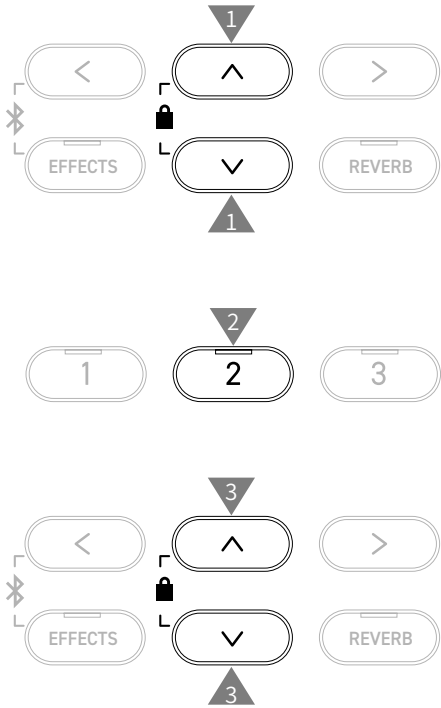 1
< ∧ >
EFFECTS ∨ REVERB
1
2
1 2 3
3
< ∧ >
EFFECTS ∨ REVERB
3